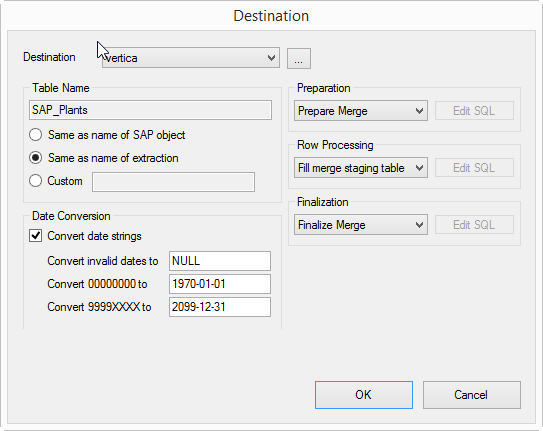 Destination
Destination vertica ...
Table Name
SAP_Plants
Same as name of SAP object
Same as name of extraction
Custom
Date Conversion
Convert date strings
Convert invalid dates to NULL
Convert 00000000 to 1970-01-01
Convert 9999XXXX to 2099-12-31
Preparation
Prepare Merge Edit SQL
Row Processing
Fill merge staging table Edit SQL
Finalization
Finalize Merge Edit SQL
OK Cancel